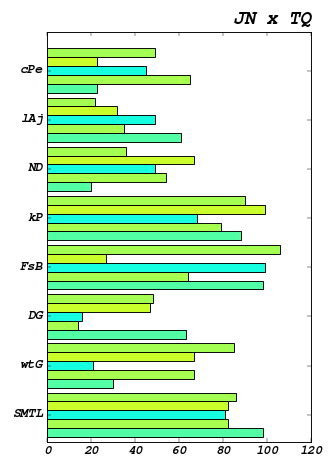 JN x TQ
cPe
lAj
ND
kP
FsB
DG
wtG
SMTL
0 20 40 60 80 100 120